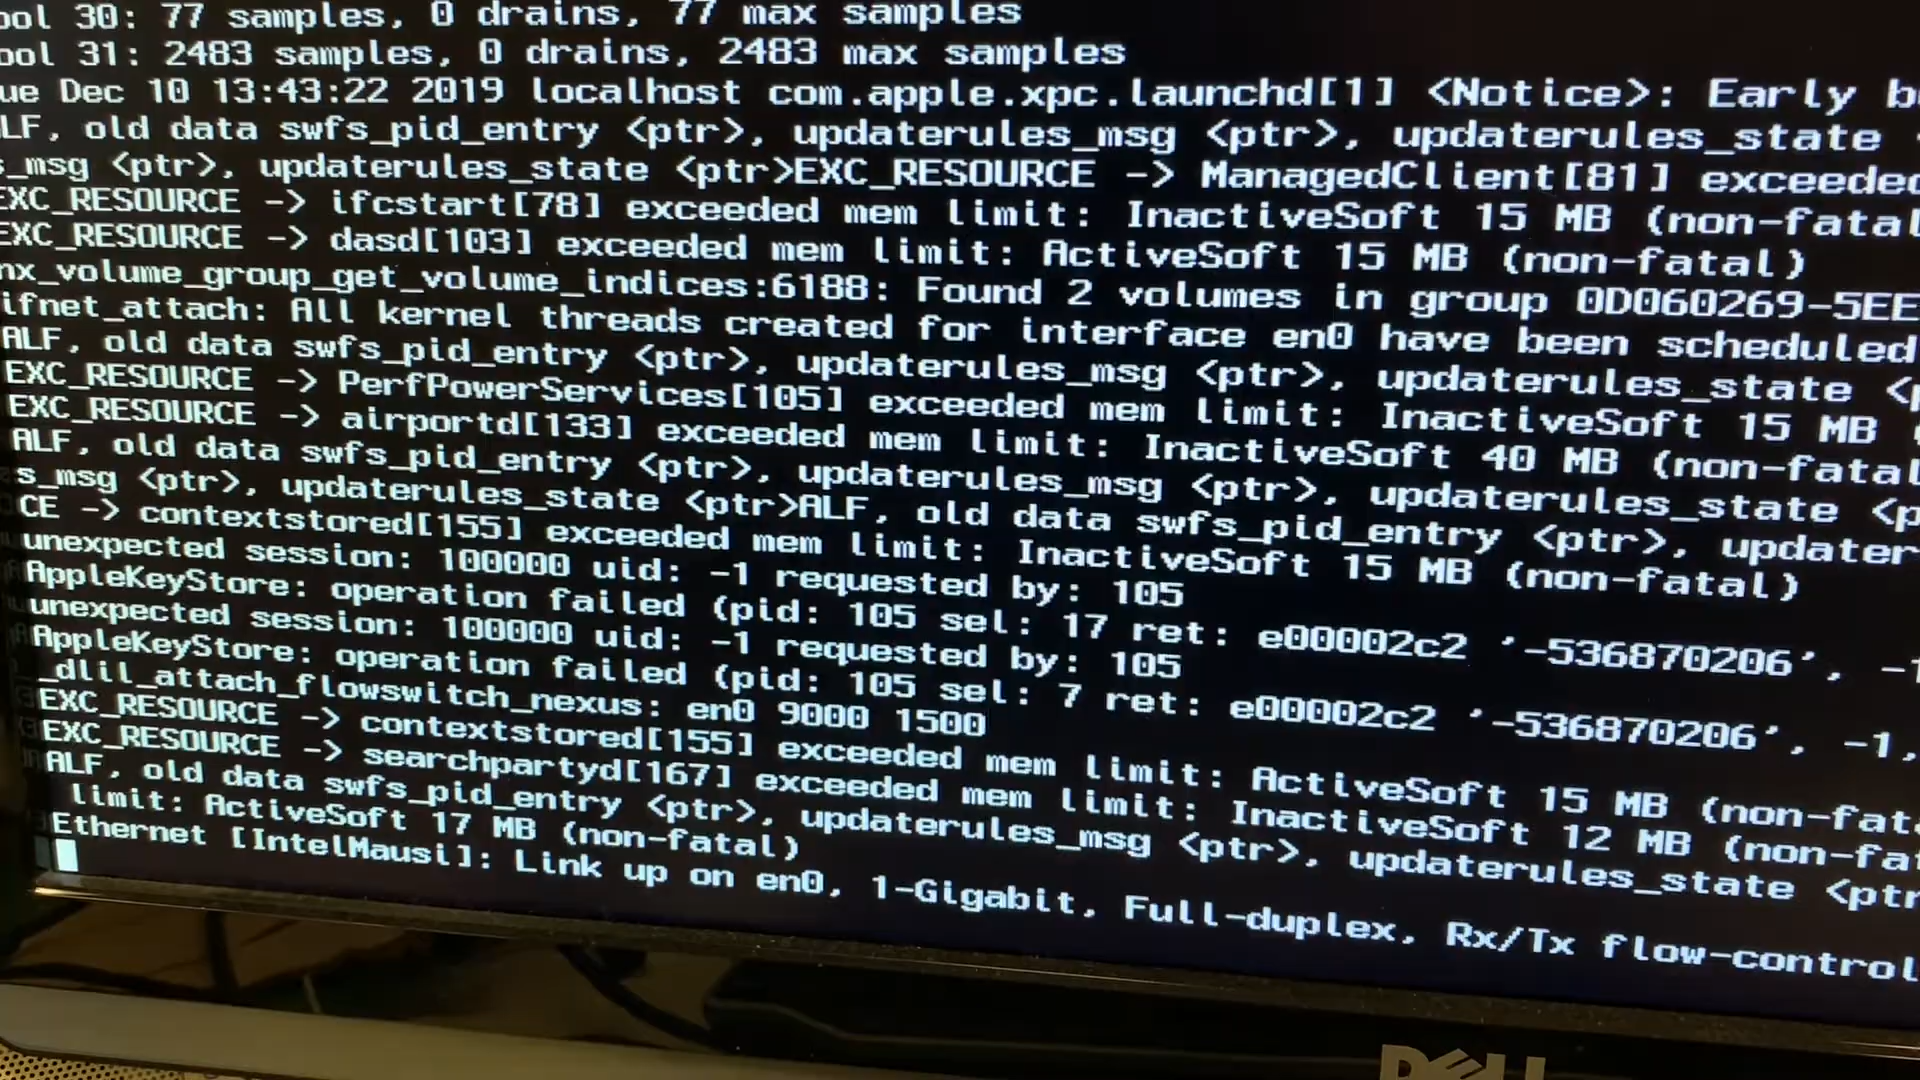 ool 30: 77 samples, 0 drains, 77 max samples
ool 31: 2483 samples, 0 drains, 2483 max samples
ue Dec 10 13:43:22 2019 localhost com.apple.xpc.launchd[1] <Notice>: Early b
LF, old data swfs_pid_entry <ptr>, updaterules_msg <ptr>, updaterules_state
s_msg <ptr>, updaterules_state <ptr>EXC_RESOURCE -> ManagedClient[81] exceeded
EXC_RESOURCE -> ifcstart[78] exceeded mem limit: InactiveSoft 15 MB (non-fatal
EXC_RESOURCE -> dasd[103] exceeded mem limit: ActiveSoft 15 MB (non-fatal)
nx_volume_group_get_volume_indices:6188: Found 2 volumes in group 0D060269-5EE
ifnet_attach: All kernel threads created for interface en0 have been scheduled
ALF, old data swfs_pid_entry <ptr>, updaterules_msg <ptr>, updaterules_state <p
EXC_RESOURCE -> PerfPowerServices[105] exceeded mem limit: InactiveSoft 15 MB
EXC_RESOURCE -> airportd[133] exceeded mem limit: InactiveSoft 40 MB (non-fatal
ALF, old data swfs_pid_entry <ptr>, updaterules_msg <ptr>, updaterules_state <p
s_msg <ptr>, updaterules_state <ptr>ALF, old data swfs_pid_entry <ptr>, updater
CE -> contextstored[155] exceeded mem limit: InactiveSoft 15 MB (non-fatal)
unexpected session: 100000 uid: -1 requested by: 105
AppleKeyStore: operation failed (pid: 105 sel: 17 ret: e00002c2 '-536870206', -1
unexpected session: 100000 uid: -1 requested by: 105
AppleKeyStore: operation failed (pid: 105 sel: 7 ret: e00002c2 '-536870206', -1,
_dlil_attach_flowswitch_nexus: en0 9000 1500
EXC_RESOURCE -> contextstored[155] exceeded mem limit: ActiveSoft 15 MB (non-fat
EXC_RESOURCE -> searchpartyd[167] exceeded mem limit: InactiveSoft 12 MB (non-fa
ALF, old data swfs_pid_entry <ptr>, updaterules_msg <ptr>, updaterules_state <ptr
limit: ActiveSoft 17 MB (non-fatal)
Ethernet [IntelMausi]: Link up on en0, 1-Gigabit, Full-duplex, Rx/Tx flow-control
DELL